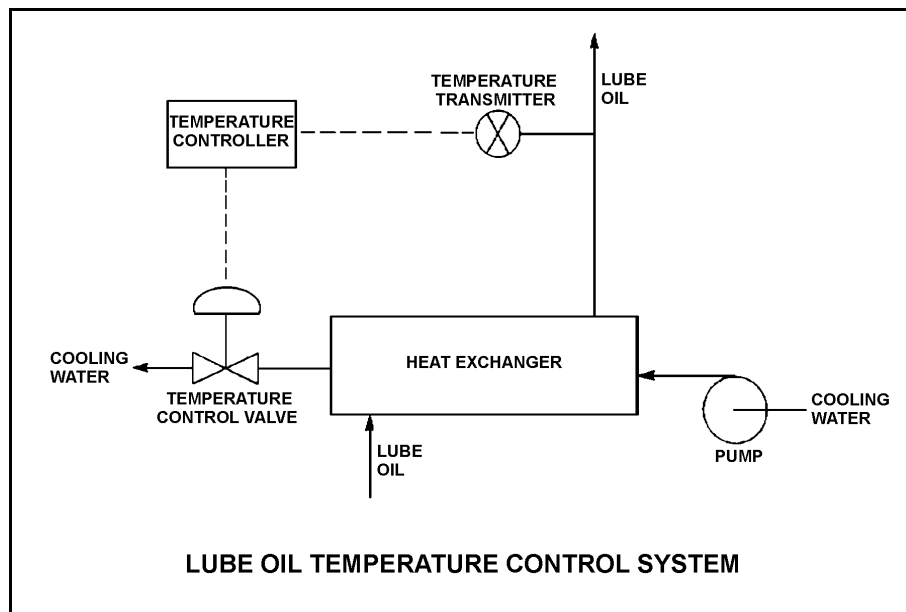 LUBE
OIL
TEMPERATURE
TRANSMITTER
TEMPERATURE
CONTROLLER
HEAT EXCHANGER
COOLING
WATER
TEMPERATURE
CONTROL VALVE
COOLING
WATER
LUBE
OIL
PUMP
LUBE OIL TEMPERATURE CONTROL SYSTEM